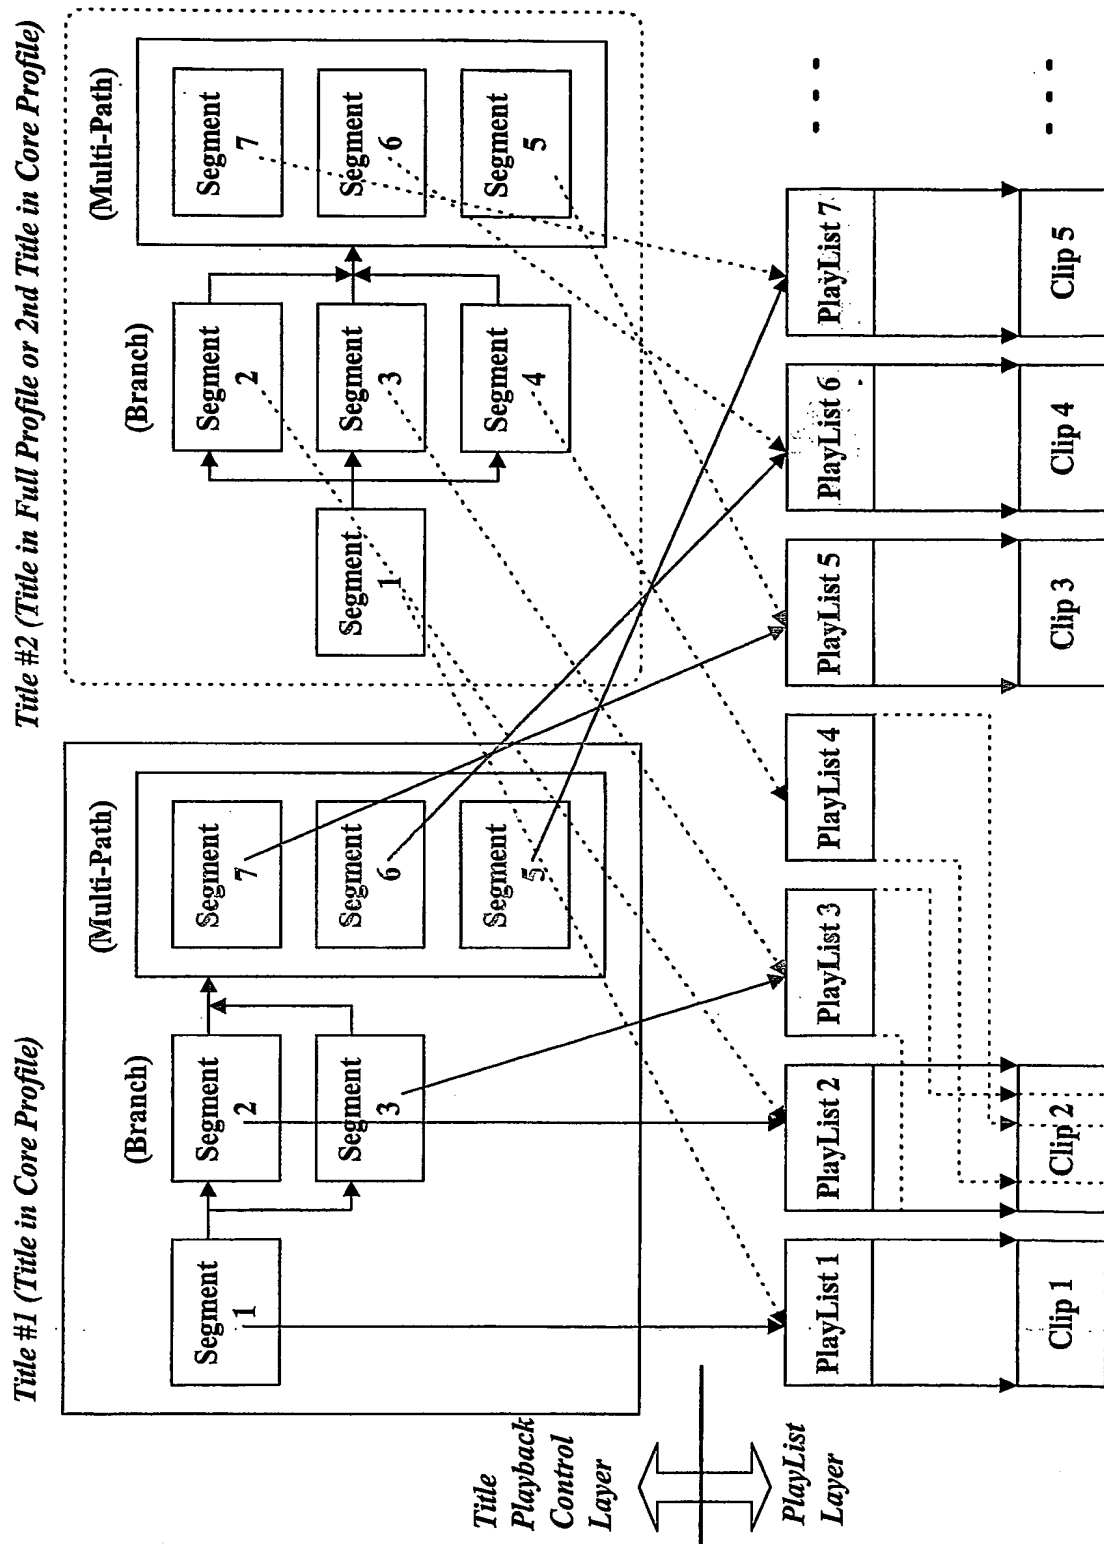 Title #1 (Title in Core Profile)
Title #2 (Title in Full Profile or 2nd Title in Core Profile)
(Branch)
(Multi-Path)
Segment
1
Segment
2
Segment
3
Segment
7
Segment
6
Segment
5
(Branch)
(Multi-Path)
Segment
1
Segment
2
Segment
3
Segment
4
Segment
7
Segment
6
Segment
5
Title
Playback
Control
Layer
PlayList
Layer
PlayList 1
PlayList 2
PlayList 3
PlayList 4
PlayList 5
PlayList 6
PlayList 7
Clip 1
Clip 2
Clip 3
Clip 4
Clip 5